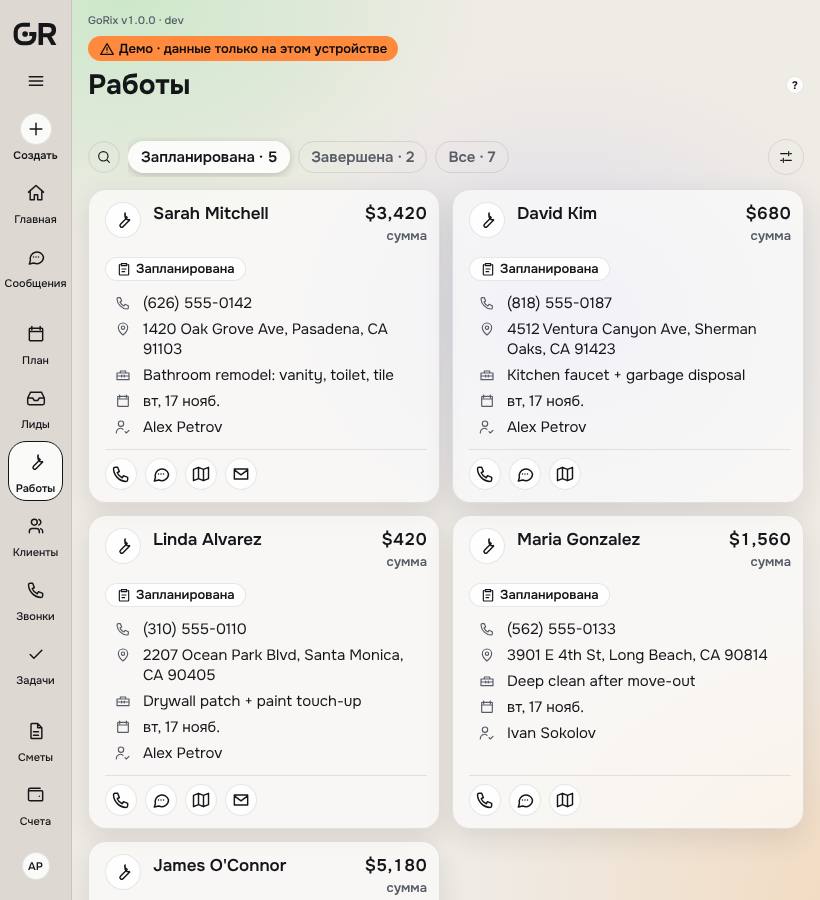 GR
GoRix v1.0.0 · dev
Демо · данные только на этом устройстве
Работы
?
Создать
Главная
Сообщения
План
Лиды
Работы
Клиенты
Звонки
Задачи
Сметы
Счета
AP
Запланирована · 5
Завершена · 2
Все · 7
Sarah Mitchell
$3,420
сумма
Запланирована
(626) 555-0142
1420 Oak Grove Ave, Pasadena, CA
91103
Bathroom remodel: vanity, toilet, tile
вт, 17 нояб.
Alex Petrov
David Kim
$680
сумма
Запланирована
(818) 555-0187
4512 Ventura Canyon Ave, Sherman
Oaks, CA 91423
Kitchen faucet + garbage disposal
вт, 17 нояб.
Alex Petrov
Linda Alvarez
$420
сумма
Запланирована
(310) 555-0110
2207 Ocean Park Blvd, Santa Monica,
CA 90405
Drywall patch + paint touch-up
вт, 17 нояб.
Alex Petrov
Maria Gonzalez
$1,560
сумма
Запланирована
(562) 555-0133
3901 E 4th St, Long Beach, CA 90814
Deep clean after move-out
вт, 17 нояб.
Ivan Sokolov
James O'Connor
$5,180
сумма